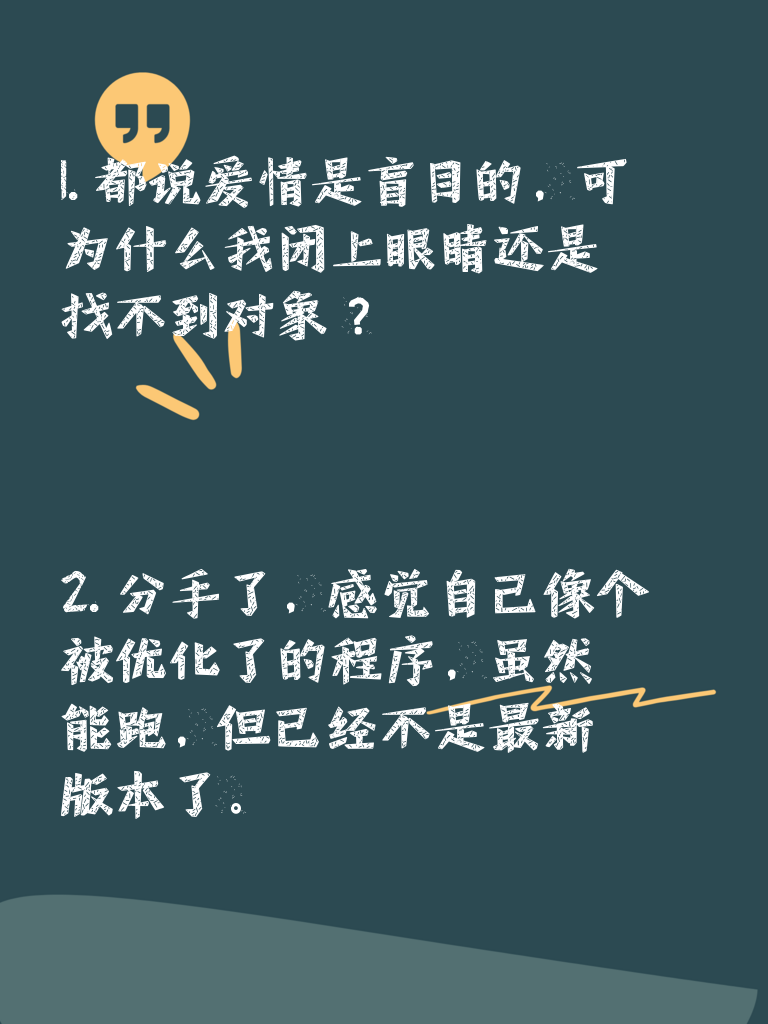 1. 都说爱情是盲目的，可
为什么我闭上眼睛还是
找不到对象？
2. 分手了，感觉自己像个
被优化了的程序，虽然
能跑，但已经不是最新
版本了。